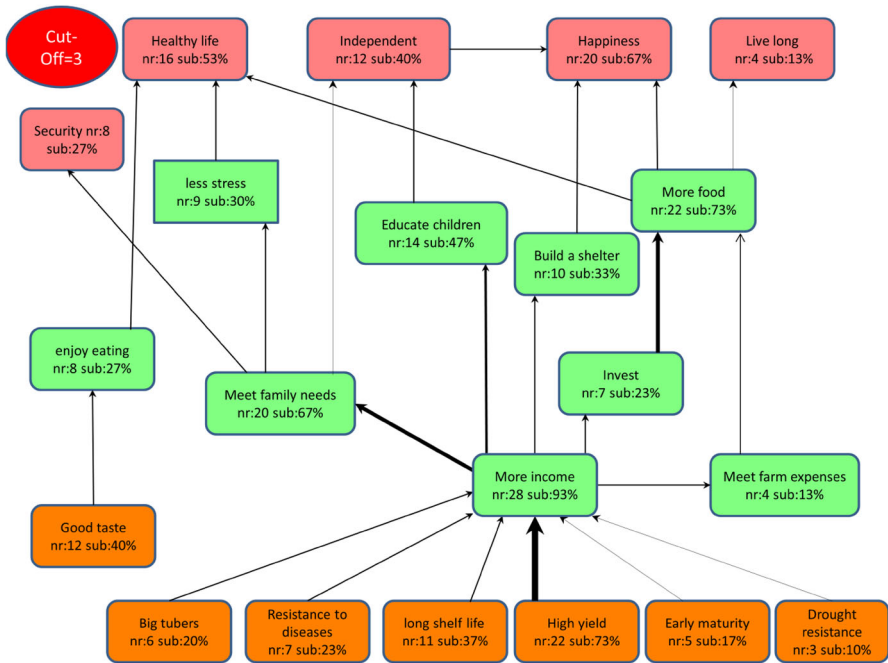 Cut-
Off=3
Healthy life
nr:16 sub:53%
Independent
nr:12 sub:40%
Happiness
nr:20 sub:67%
Live long
nr:4 sub:13%
Security nr:8
sub:27%
less stress
nr:9 sub:30%
More food
nr:22 sub:73%
Educate children
nr:14 sub:47%
Build a shelter
nr:10 sub:33%
enjoy eating
nr:8 sub:27%
Meet family needs
nr:20 sub:67%
Invest
nr:7 sub:23%
More income
nr:28 sub:93%
Meet farm expenses
nr:4 sub:13%
Good taste
nr:12 sub:40%
Big tubers
nr:6 sub:20%
Resistance to
diseases
nr:7 sub:23%
long shelf life
nr:11 sub:37%
High yield
nr:22 sub:73%
Early maturity
nr:5 sub:17%
Drought
resistance
nr:3 sub:10%